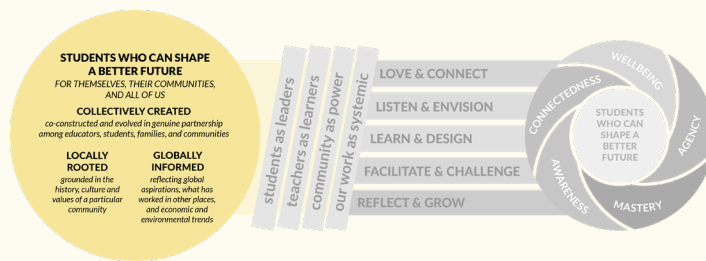 STUDENTS WHO CAN SHAPE
A BETTER FUTURE
FOR THEMSELVES, THEIR COMMUNITIES,
AND ALL OF US
COLLECTIVELY CREATED
co-constructed and evolved in genuine partnership
among educators, students, families, and communities
LOCALLY
ROOTED
grounded in the
history, culture and
values of a particular
community
GLOBALLY
INFORMED
reflecting global
aspirations, what has
worked in other places,
and economic and
environmental trends
students as leaders
teachers as learners
community as power
our work as systemic
LOVE & CONNECT
LISTEN & ENVISION
LEARN & DESIGN
FACILITATE & CHALLENGE
REFLECT & GROW
WELLBEING
AGENCY
MASTERY
AWARENESS
CONNECTEDNESS
STUDENTS
WHO CAN
SHAPE A
BETTER
FUTURE